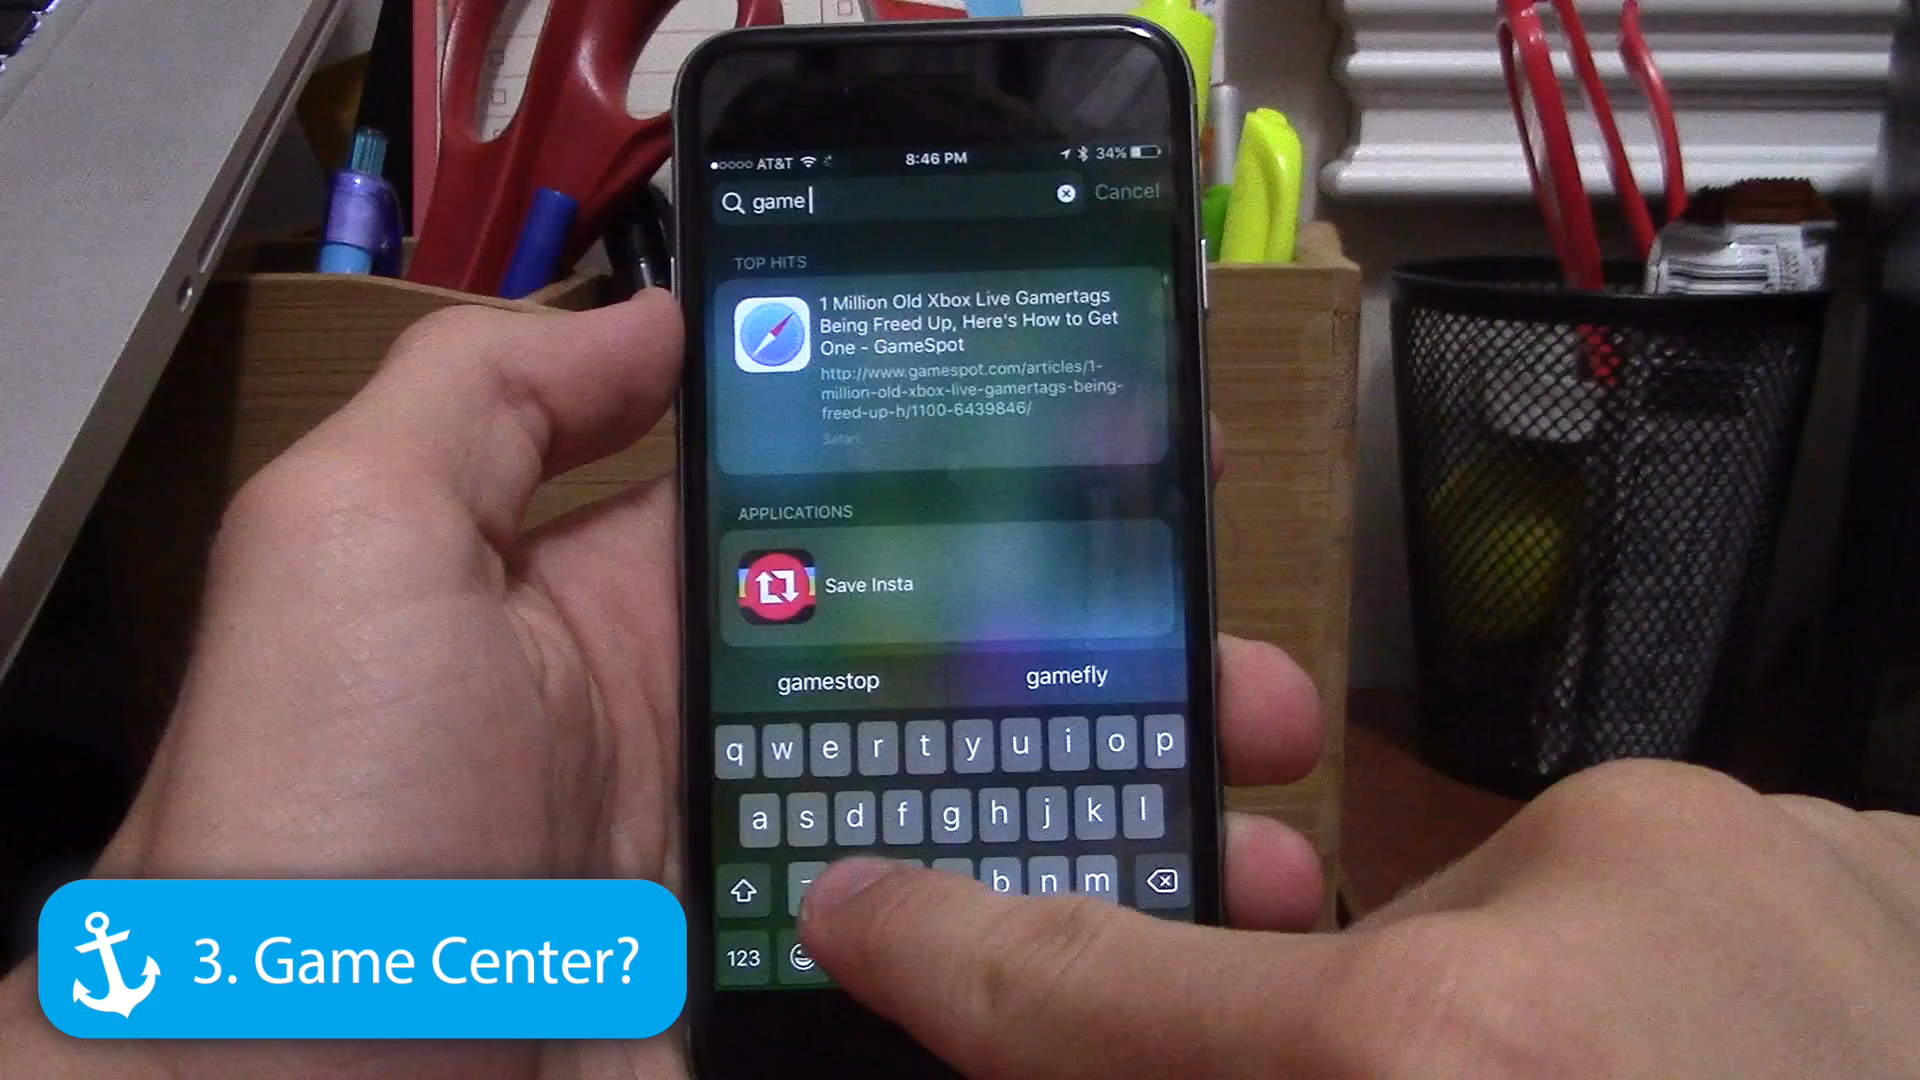 AT&T 8:46 PM 34%
game Cancel
TOP HITS
1 Million Old Xbox Live Gamertags
Being Freed Up, Here's How to Get
One - GameSpot
http://www.gamespot.com/articles/1-
million-old-xbox-live-gamertags-being-
freed-up-h/1100-6439846/
Safari
APPLICATIONS
Save Insta
gamestop gamefly
q w e r t y u i o p
a s d f g h j k l
b n m
123
3. Game Center?